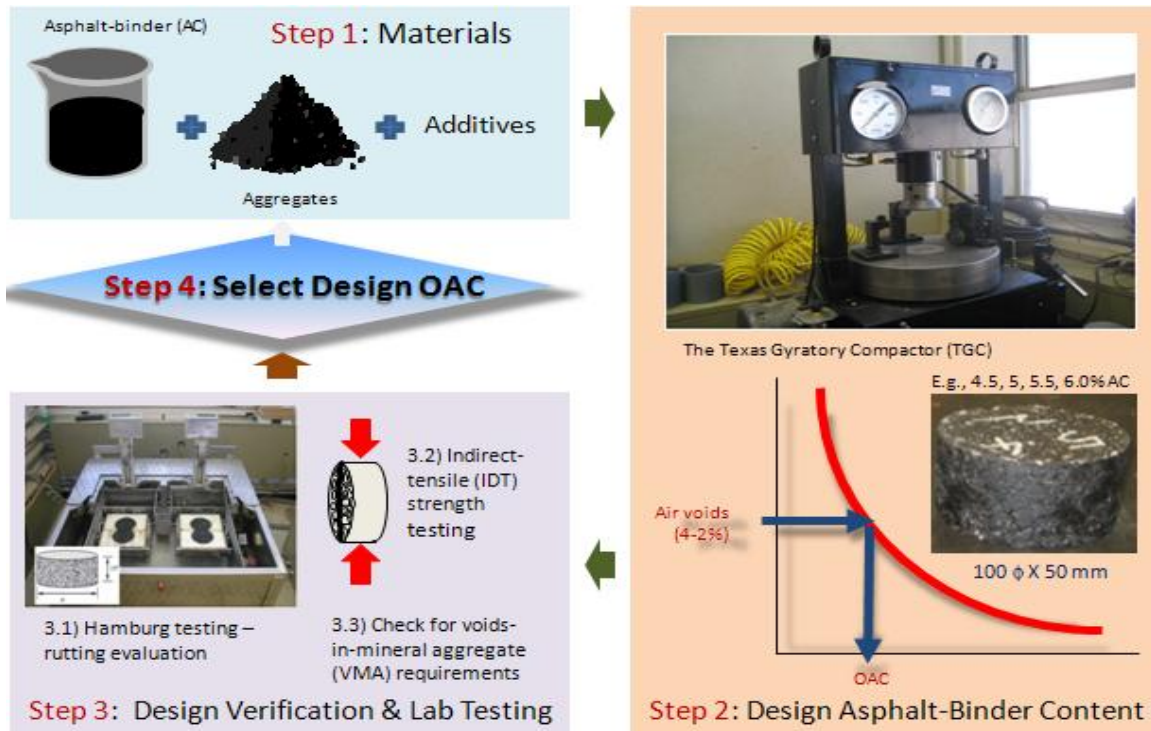 Asphalt-binder (AC)
Step 1: Materials
Additives
Aggregates
Step 4: Select Design OAC
The Texas Gyratory Compactor (TGC)
E.g., 4.5, 5, 5.5, 6.0% AC
Air voids
(4-2%)
100 ϕ X 50 mm
OAC
Step 2: Design Asphalt-Binder Content
3.1) Hamburg testing –
rutting evaluation
3.2) Indirect-
tensile (IDT)
strength
testing
3.3) Check for voids-
in-mineral aggregate
(VMA) requirements
Step 3: Design Verification & Lab Testing